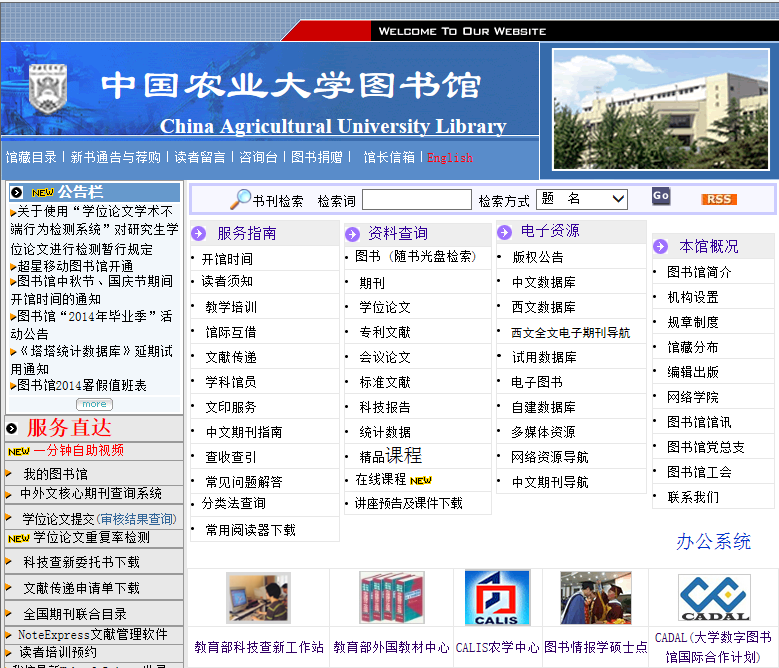 WELCOME TO OUR WEBSITE
中国农业大学图书馆
China Agricultural University Library
馆藏目录 | 新书通告与荐购 | 读者留言 | 咨询台 | 图书捐赠 | 馆长信箱 | English
NEW 公告栏
关于使用“学位论文学术不
端行为检测系统”对研究生学
位论文进行检测暂行规定
超星移动图书馆开通
图书馆中秋节、国庆节期间
开馆时间的通知
图书馆“2014年毕业季”活
动公告
《塔塔统计数据库》延期试
用通知
图书馆2014暑假值班表
more
服务直达
NEW 一分钟自助视频
我的图书馆
中外文核心期刊查询系统
学位论文提交(审核结果查询)
NEW 学位论文重复率检测
科技查新委托书下载
文献传递申请单下载
全国期刊联合目录
NoteExpress文献管理软件
读者培训预约
书刊检索 检索词 检索方式 题 名 Go RSS
服务指南
· 开馆时间
· 读者须知
· 教学培训
· 馆际互借
· 文献传递
· 学科馆员
· 文印服务
· 中文期刊指南
· 查收查引
· 常见问题解答
· 分类法查询
· 常用阅读器下载
资料查询
· 图书 (随书光盘检索)
· 期刊
· 学位论文
· 专利文献
· 会议论文
· 标准文献
· 科技报告
· 统计数据
· 精品课程
· 在线课程 NEW
· 讲座预告及课件下载
电子资源
· 版权公告
· 中文数据库
· 西文数据库
· 西文全文电子期刊导航
· 试用数据库
· 电子图书
· 自建数据库
· 多媒体资源
· 网络资源导航
· 中文期刊导航
本馆概况
· 图书馆简介
· 机构设置
· 规章制度
· 馆藏分布
· 编辑出版
· 网络学院
· 图书馆馆讯
· 图书馆党总支
· 图书馆工会
· 联系我们
办公系统
CALIS
CADAL
教育部科技查新工作站
教育部外国教材中心
CALIS农学中心
图书情报学硕士点
CADAL(大学数字图书
馆国际合作计划)